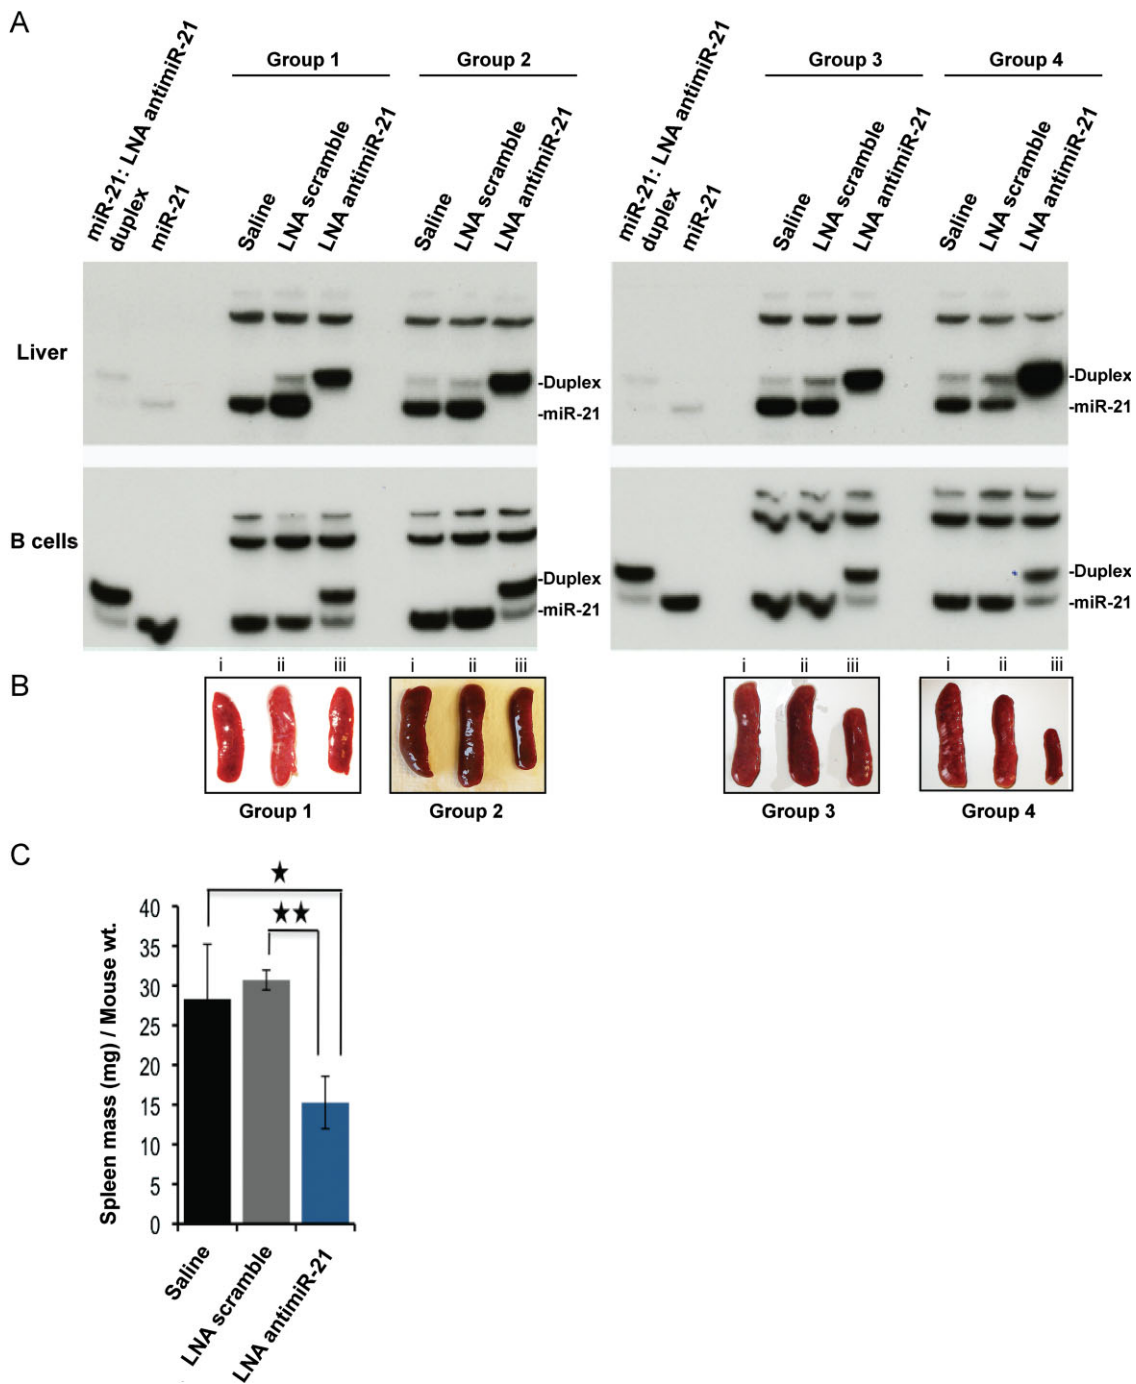 A
miR-21: LNA antimiR-21
duplex
miR-21
Group 1
Saline
LNA scramble
LNA antimiR-21
Group 2
Saline
LNA scramble
LNA antimiR-21
miR-21: LNA antimiR-21
duplex
miR-21
Group 3
Saline
LNA scramble
LNA antimiR-21
Group 4
Saline
LNA scramble
LNA antimiR-21
Liver
-Duplex
-miR-21
-Duplex
-miR-21
B cells
-Duplex
-miR-21
-Duplex
-miR-21
B
i ii iii
i ii iii
i ii iii
i ii iii
Group 1
Group 2
Group 3
Group 4
C
Spleen mass (mg) / Mouse wt.
40
35
30
25
20
15
10
5
0
★
★★
Saline
LNA scramble
LNA antimiR-21